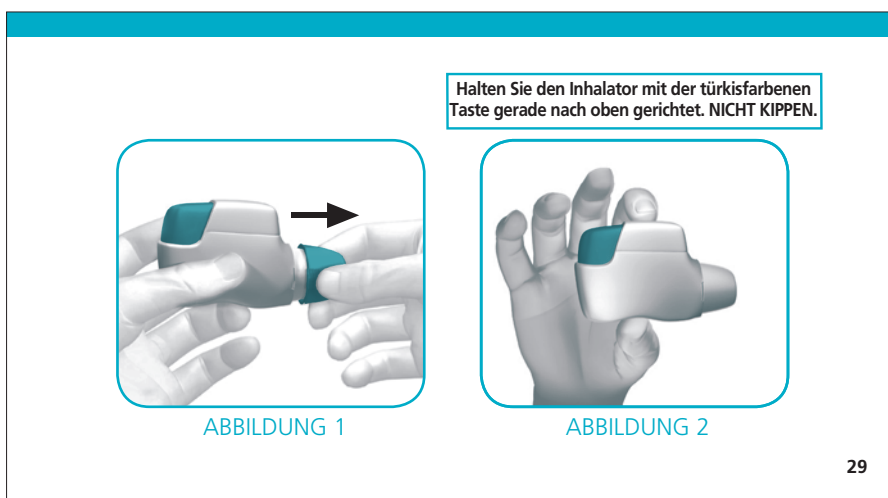 Halten Sie den Inhalator mit der türkisfarbenen
Taste gerade nach oben gerichtet. NICHT KIPPEN.
ABBILDUNG 1
ABBILDUNG 2
29